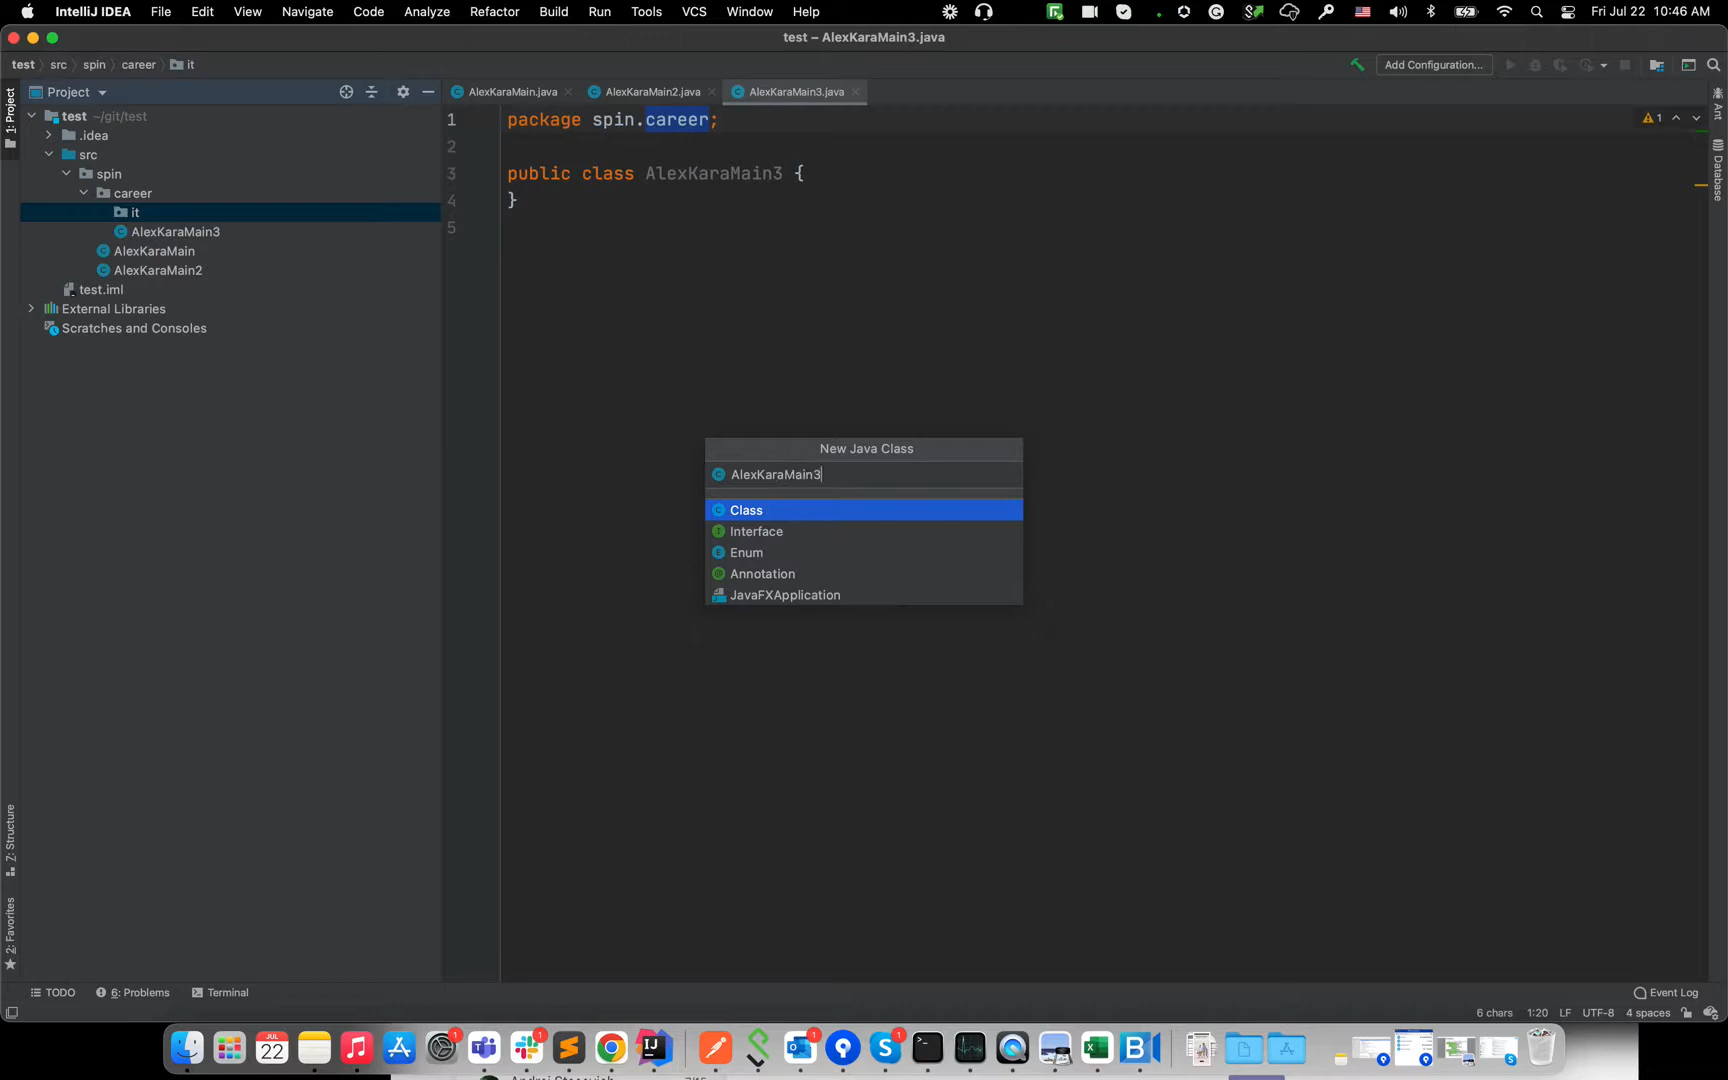 IntelliJ IDEA File Edit View Navigate Code Analyze Refactor Build Run Tools VCS Window Help Fri Jul 22 10:46 AM
test – AlexKaraMain3.java
test src spin career it Add Configuration...
1: Project
Project
AlexKaraMain.java AlexKaraMain2.java AlexKaraMain3.java
Ant
Database
test ~/git/test
.idea
src
spin
career
it
AlexKaraMain3
AlexKaraMain
AlexKaraMain2
test.iml
External Libraries
Scratches and Consoles
1 package spin.career;
2
3 public class AlexKaraMain3 {
4 }
5
1
New Java Class
AlexKaraMain3
Class
Interface
Enum
Annotation
JavaFXApplication
Z: Structure
2: Favorites
TODO 6: Problems Terminal Event Log
6 chars 1:20 LF UTF-8 4 spaces
JUL
22
1 1 1 1